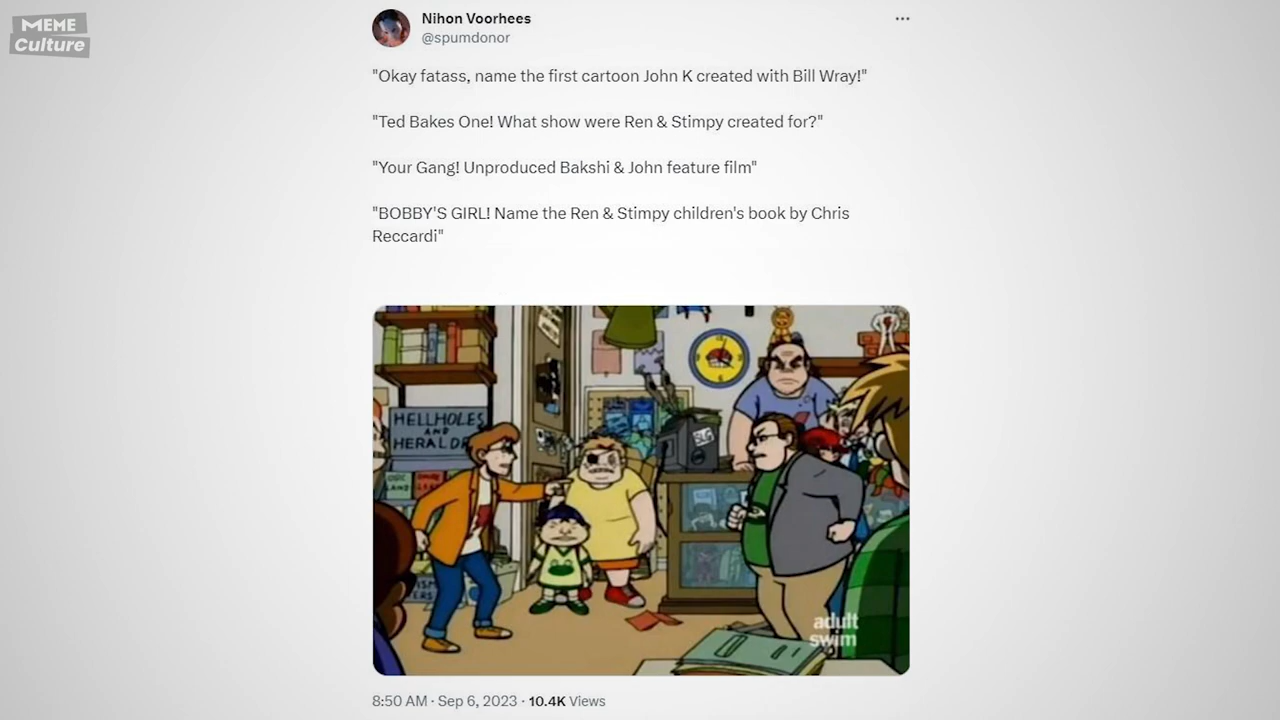 MEME
Culture
Nihon Voorhees
@spumdonor
"Okay fatass, name the first cartoon John K created with Bill Wray!"
"Ted Bakes One! What show were Ren & Stimpy created for?"
"Your Gang! Unproduced Bakshi & John feature film"
"BOBBY'S GIRL! Name the Ren & Stimpy children's book by Chris
Reccardi"
HELLHOLES
AND
HERALD
SLG
adult
swim
8:50 AM · Sep 6, 2023 · 10.4K Views